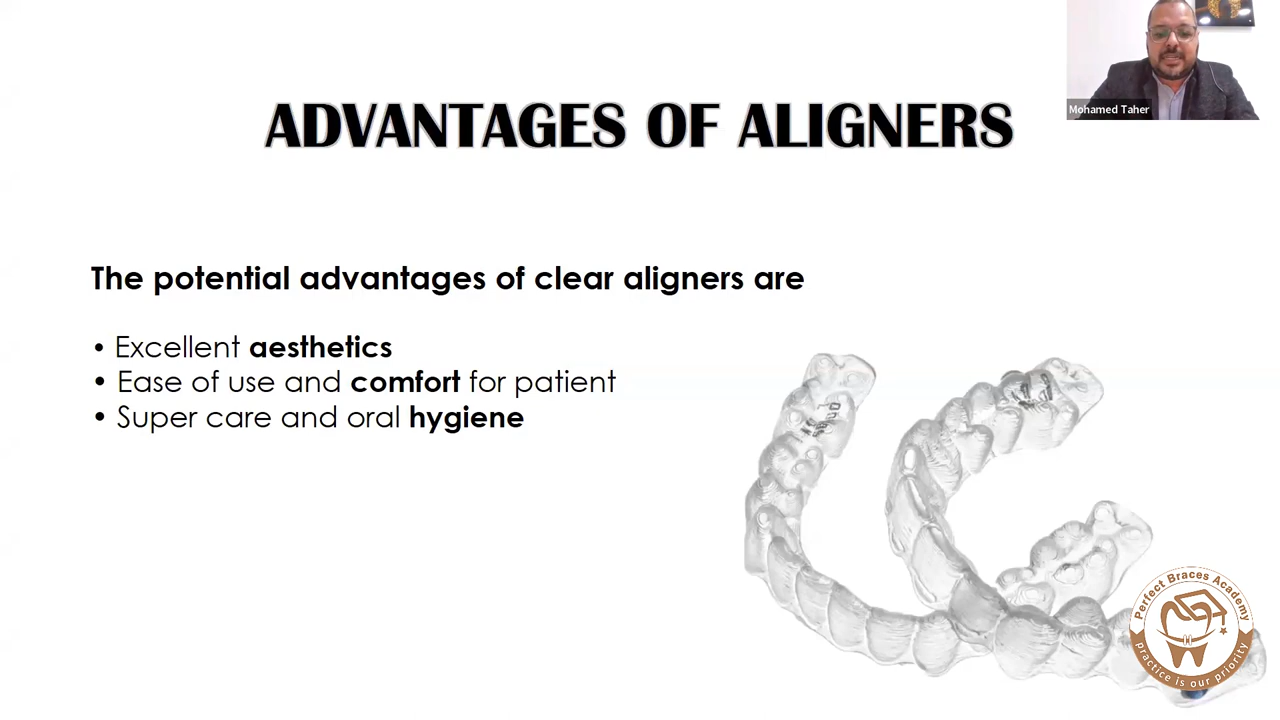 Mohamed Taher
ADVANTAGES OF ALIGNERS
The potential advantages of clear aligners are
• Excellent aesthetics
• Ease of use and comfort for patient
• Super care and oral hygiene
Perfect Braces Academy
practice is our priority